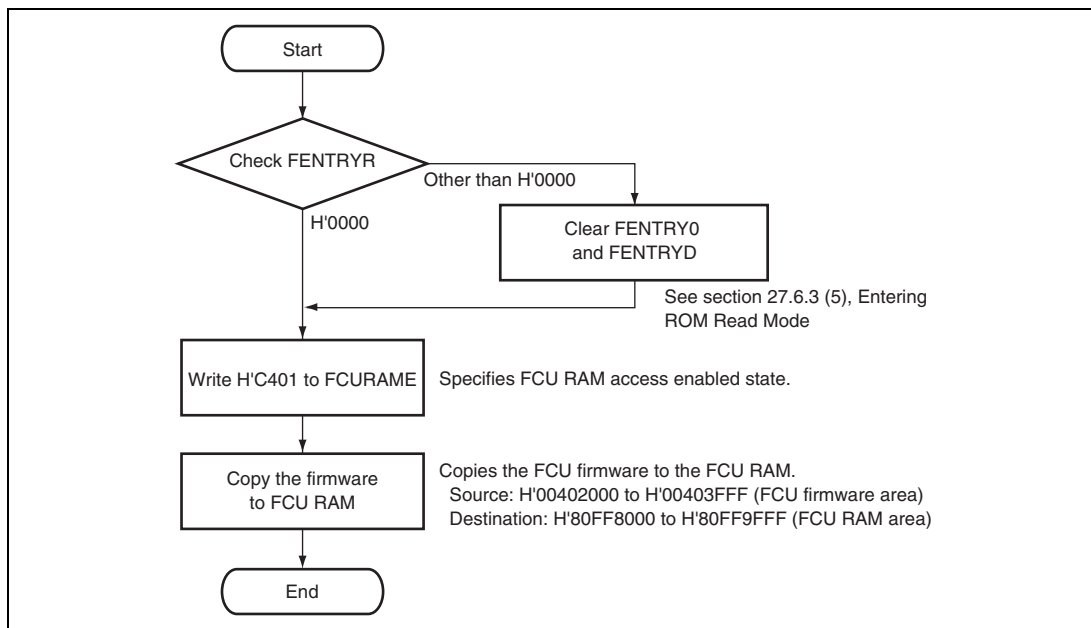 Start
Check FENTRYR
Other than H'0000
H'0000
Clear FENTRY0
and FENTRYD
See section 27.6.3 (5), Entering
ROM Read Mode
Write H'C401 to FCURAME
Specifies FCU RAM access enabled state.
Copy the firmware
to FCU RAM
Copies the FCU firmware to the FCU RAM.
Source: H'00402000 to H'00403FFF (FCU firmware area)
Destination: H'80FF8000 to H'80FF9FFF (FCU RAM area)
End